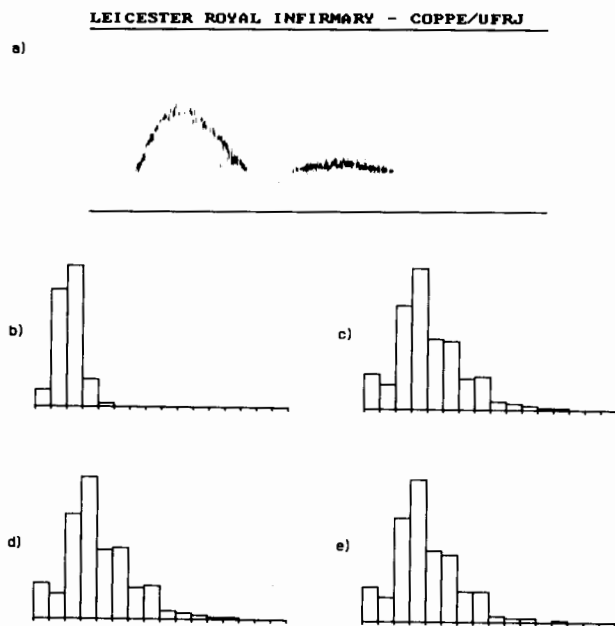 LEICESTER ROYAL INFIRMARY - COPPE/UFRJ
a)
b)
c)
d)
e)